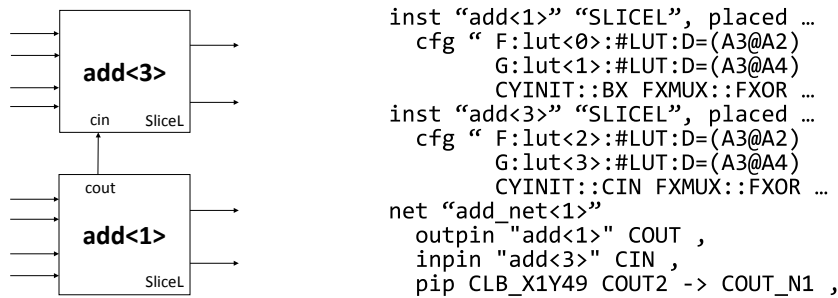 add<3>
cin
SliceL
cout
add<1>
SliceL
inst “add<1>” “SLICEL”, placed …
cfg “ F:lut<0>:#LUT:D=(A3@A2)
G:lut<1>:#LUT:D=(A3@A4)
CYINIT::BX FXMUX::FXOR …
inst “add<3>” “SLICEL”, placed …
cfg “ F:lut<2>:#LUT:D=(A3@A2)
G:lut<3>:#LUT:D=(A3@A4)
CYINIT::CIN FXMUX::FXOR …
net “add_net<1>”
outpin "add<1>" COUT ,
inpin "add<3>" CIN ,
pip CLB_X1Y49 COUT2 -> COUT_N1 ,